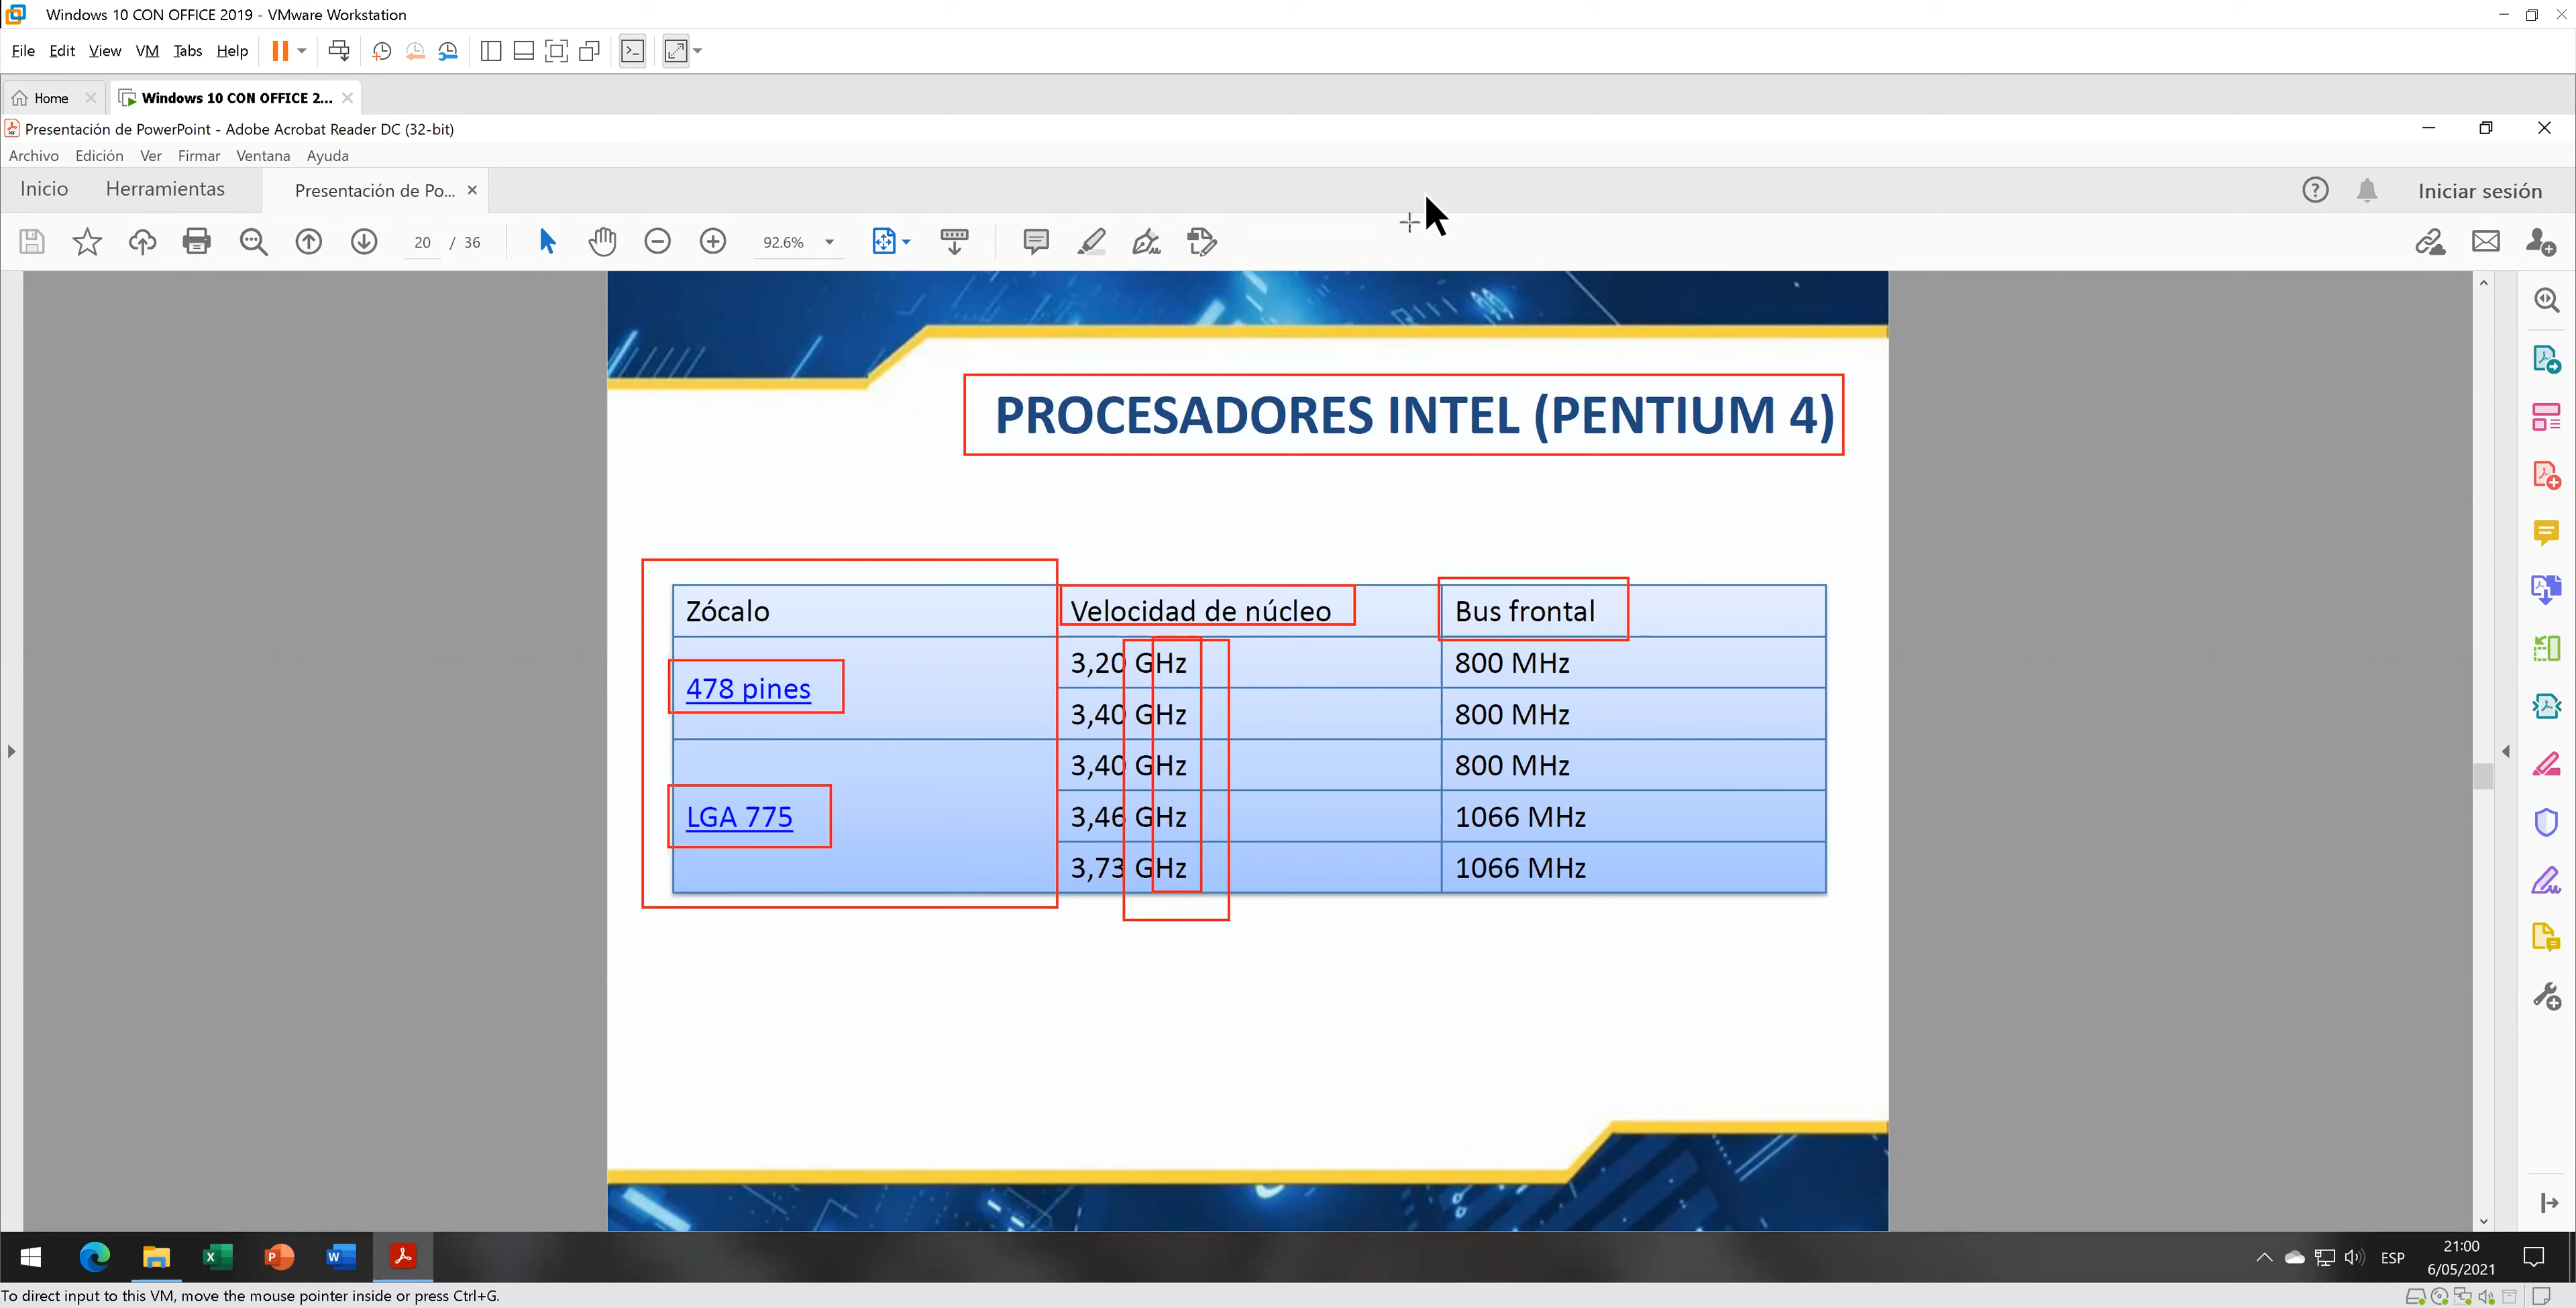 Windows 10 CON OFFICE 2019 - VMware Workstation
File Edit View VM Tabs Help
Home Windows 10 CON OFFICE 2...
Presentación de PowerPoint - Adobe Acrobat Reader DC (32-bit)
Archivo Edición Ver Firmar Ventana Ayuda
Inicio Herramientas Presentación de Po... Iniciar sesión
20 / 36 92.6%
PROCESADORES INTEL (PENTIUM 4)
Zócalo Velocidad de núcleo Bus frontal
478 pines 3,20 GHz 800 MHz
3,40 GHz 800 MHz
LGA 775 3,40 GHz 800 MHz
3,46 GHz 1066 MHz
3,73 GHz 1066 MHz
ESP 21:00
6/05/2021
To direct input to this VM, move the mouse pointer inside or press Ctrl+G.